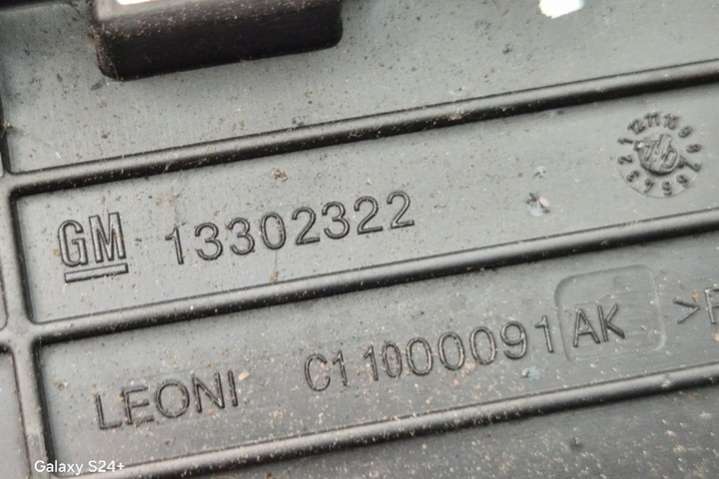 GM 13302322
LEONI C11000091 AK >
Galaxy S24+